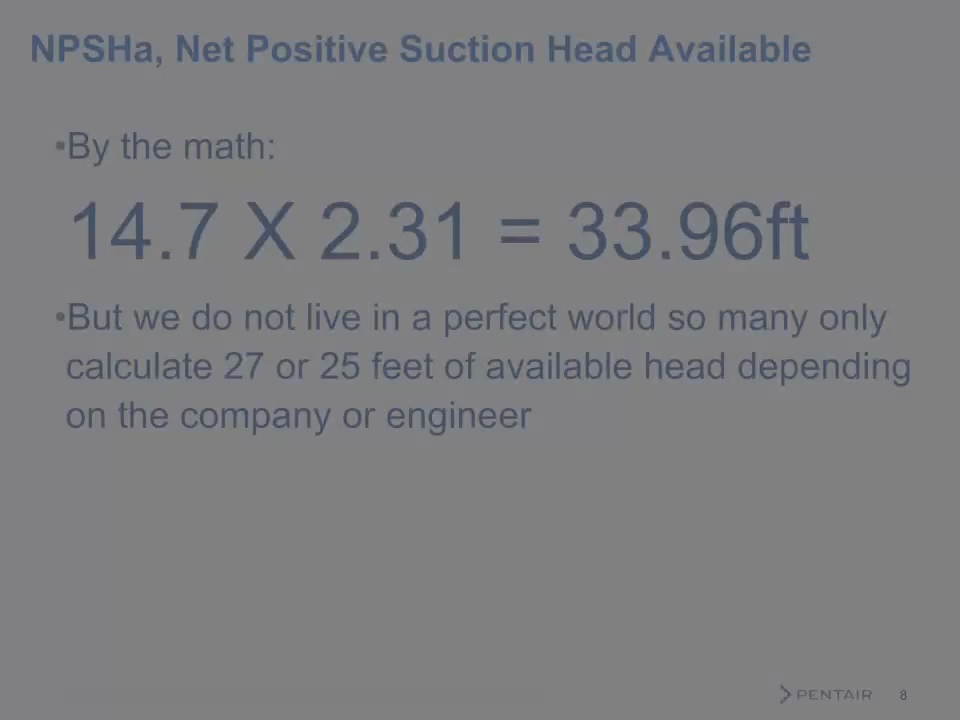 NPSHa, Net Positive Suction Head Available
•By the math:
14.7 X 2.31 = 33.96ft
•But we do not live in a perfect world so many only
calculate 27 or 25 feet of available head depending
on the company or engineer
PENTAIR 8